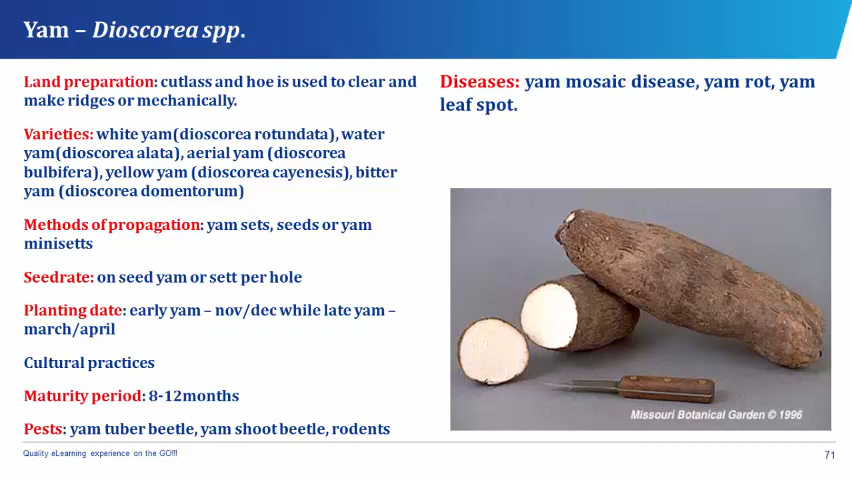 Yam – Dioscorea spp.
Land preparation: cutlass and hoe is used to clear and
make ridges or mechanically.
Varieties: white yam(dioscorea rotundata), water
yam(dioscorea alata), aerial yam (dioscorea
bulbifera), yellow yam (dioscorea cayenesis), bitter
yam (dioscorea domentorum)
Methods of propagation: yam sets, seeds or yam
minisetts
Seedrate: on seed yam or sett per hole
Planting date: early yam – nov/dec while late yam –
march/april
Cultural practices
Maturity period: 8-12months
Pests: yam tuber beetle, yam shoot beetle, rodents
Diseases: yam mosaic disease, yam rot, yam
leaf spot.
Missouri Botanical Garden © 1996
Quality eLearning experience on the GO!!!
71